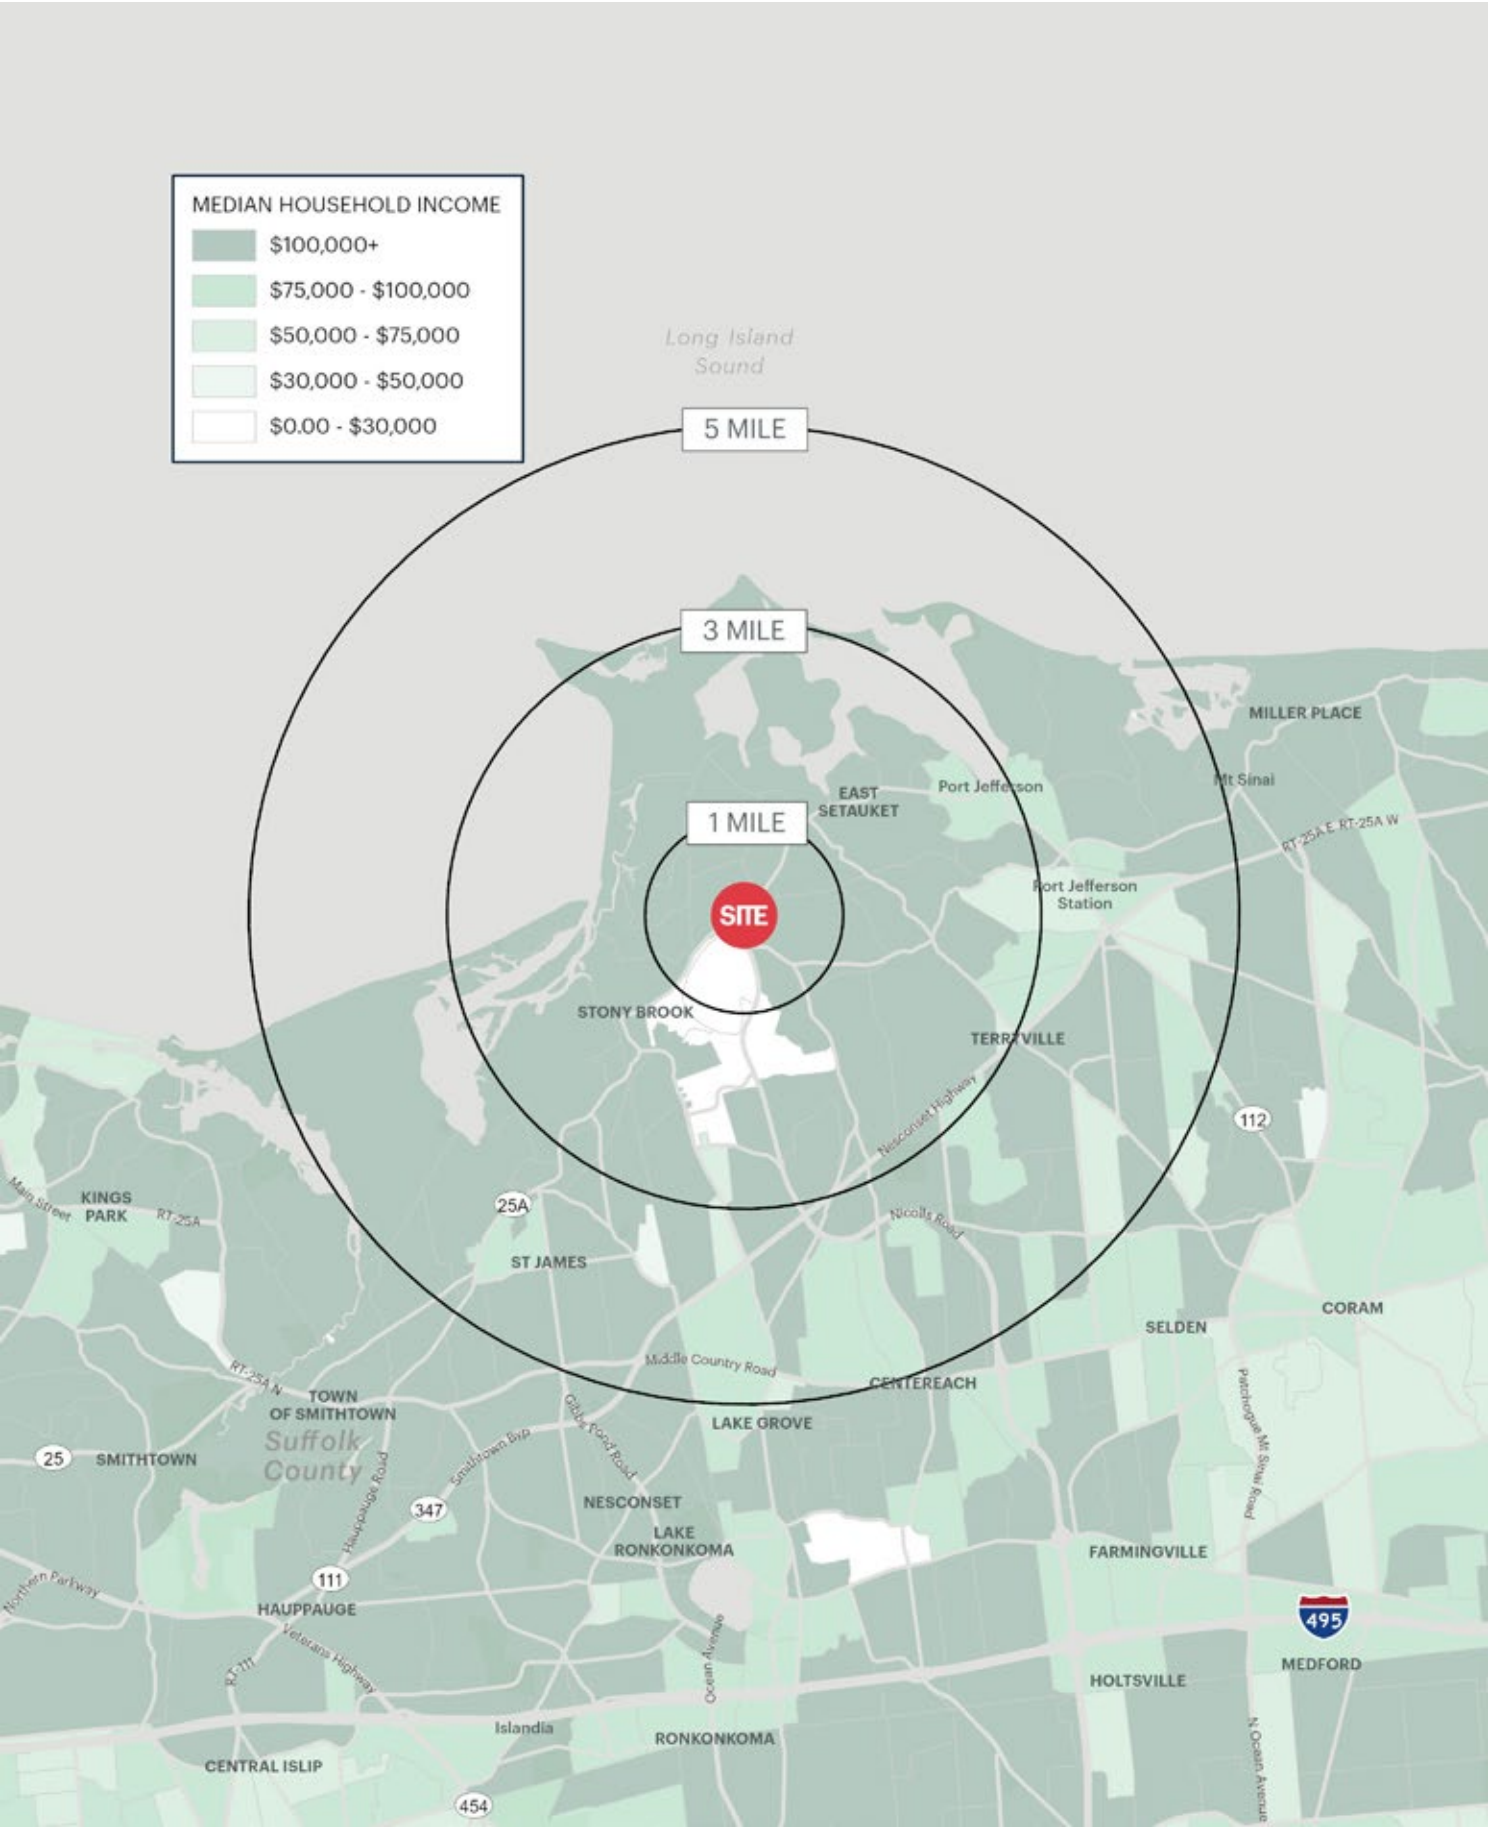 MEDIAN HOUSEHOLD INCOME
$100,000+
$75,000 - $100,000
$50,000 - $75,000
$30,000 - $50,000
$0.00 - $30,000
Long Island
Sound
5 MILE
3 MILE
MILLER PLACE
Mt Sinai
Port Jefferson
EAST
SETAUKET
1 MILE
RT-25A E
RT-25A W
Port Jefferson
Station
SITE
STONY BROOK
TERRYVILLE
Nesconset Highway
112
KINGS
PARK
Main Street
RT-25A
25A
Nicolls Road
ST JAMES
CORAM
SELDEN
Middle Country Road
RT-25A N
CENTEREACH
TOWN
OF SMITHTOWN
LAKE GROVE
Gibbs Pond Road
Patchogue Mt Sinai Road
Suffolk
County
25
SMITHTOWN
Smithtown Byp
Hauppauge Road
347
NESCONSET
LAKE
RONKONKOMA
FARMINGVILLE
111
Northern Parkway
HAUPPAUGE
495
Veterans Highway
RT-111
Ocean Avenue
MEDFORD
HOLTSVILLE
Islandia
RONKONKOMA
N Ocean Avenue
CENTRAL ISLIP
454